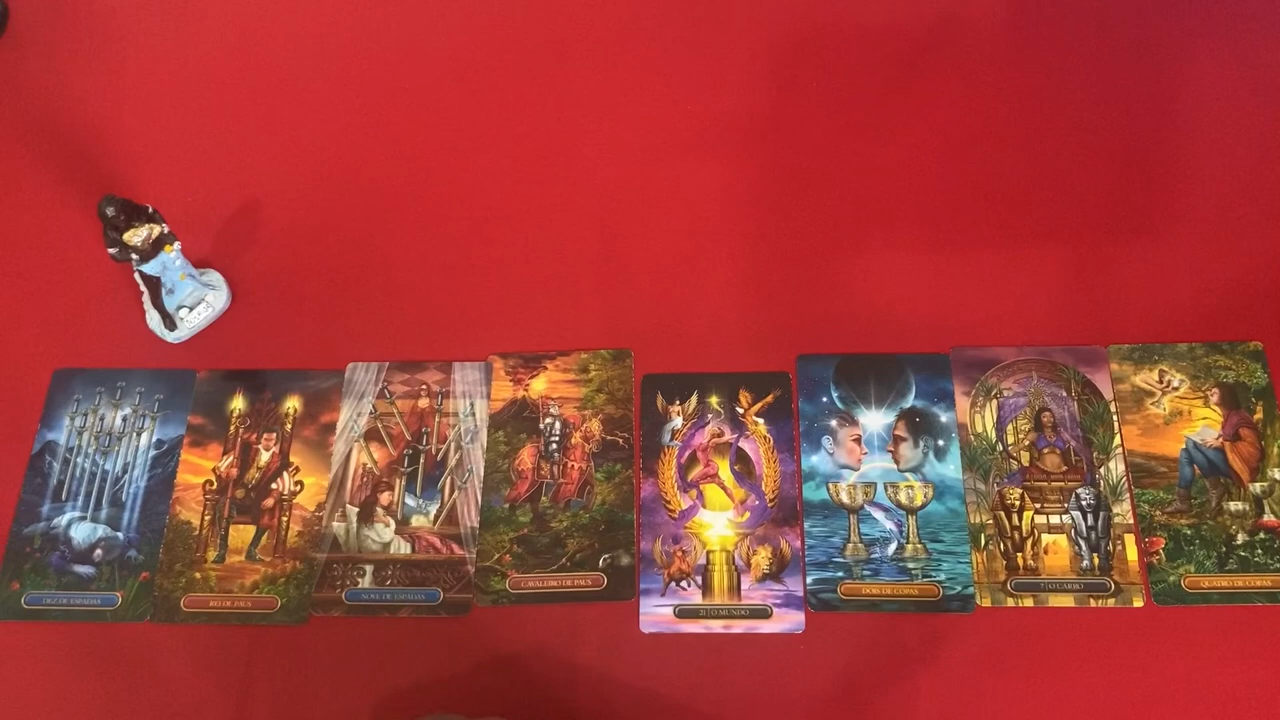 DEZ DE ESPADAS
REI DE PAUS
NOVE DE ESPADAS
CAVALEIRO DE PAUS
21 | O MUNDO
DOIS DE COPAS
7 | O CARRO
QUATRO DE COPAS